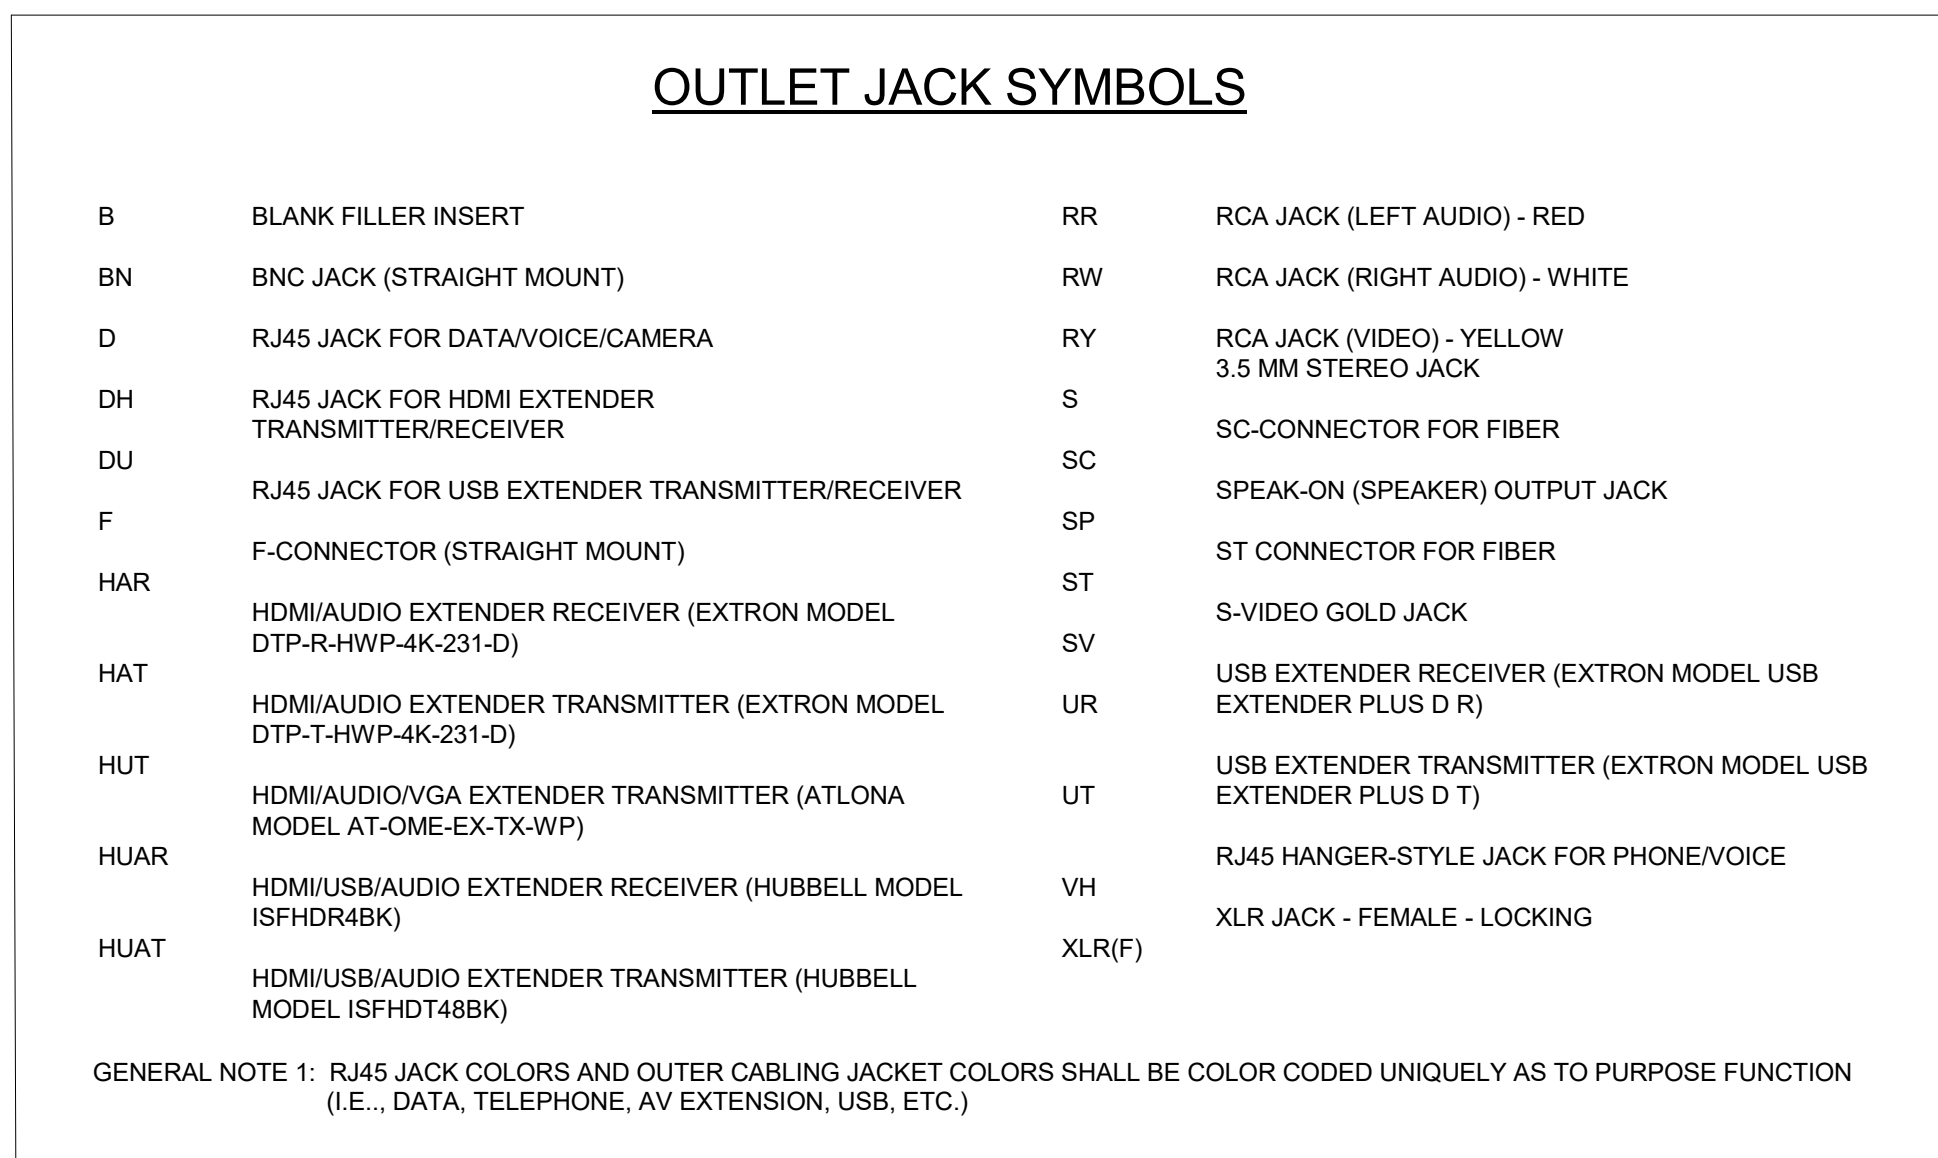 OUTLET JACK SYMBOLS
B BLANK FILLER INSERT
BN BNC JACK (STRAIGHT MOUNT)
D RJ45 JACK FOR DATA/VOICE/CAMERA
DH RJ45 JACK FOR HDMI EXTENDER
TRANSMITTER/RECEIVER
DU
RJ45 JACK FOR USB EXTENDER TRANSMITTER/RECEIVER
F
F-CONNECTOR (STRAIGHT MOUNT)
HAR
HDMI/AUDIO EXTENDER RECEIVER (EXTRON MODEL
DTP-R-HWP-4K-231-D)
HAT
HDMI/AUDIO EXTENDER TRANSMITTER (EXTRON MODEL
DTP-T-HWP-4K-231-D)
HUT
HDMI/AUDIO/VGA EXTENDER TRANSMITTER (ATLONA
MODEL AT-OME-EX-TX-WP)
HUAR
HDMI/USB/AUDIO EXTENDER RECEIVER (HUBBELL MODEL
ISFHDR4BK)
HUAT
HDMI/USB/AUDIO EXTENDER TRANSMITTER (HUBBELL
MODEL ISFHDT48BK)
RR RCA JACK (LEFT AUDIO) - RED
RW RCA JACK (RIGHT AUDIO) - WHITE
RY RCA JACK (VIDEO) - YELLOW
3.5 MM STEREO JACK
S
SC-CONNECTOR FOR FIBER
SC
SPEAK-ON (SPEAKER) OUTPUT JACK
SP
ST CONNECTOR FOR FIBER
ST
S-VIDEO GOLD JACK
SV
USB EXTENDER RECEIVER (EXTRON MODEL USB
UR EXTENDER PLUS D R)
USB EXTENDER TRANSMITTER (EXTRON MODEL USB
UT EXTENDER PLUS D T)
RJ45 HANGER-STYLE JACK FOR PHONE/VOICE
VH
XLR JACK - FEMALE - LOCKING
XLR(F)
GENERAL NOTE 1: RJ45 JACK COLORS AND OUTER CABLING JACKET COLORS SHALL BE COLOR CODED UNIQUELY AS TO PURPOSE FUNCTION
(I.E.., DATA, TELEPHONE, AV EXTENSION, USB, ETC.)